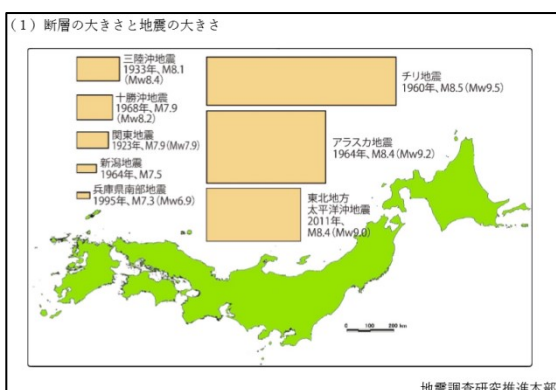 (1) 断層の大きさと地震の大きさ
三陸沖地震
1933年、M8.1
(Mw8.4)
十勝沖地震
1968年、M7.9
(Mw8.2)
関東地震
1923年、M7.9 (Mw7.9)
新潟地震
1964年、M7.5
兵庫県南部地震
1995年、M7.3 (Mw6.9)
チリ地震
1960年、M8.5 (Mw9.5)
アラスカ地震
1964年、M8.4 (Mw9.2)
東北地方
太平洋沖地震
2011年、
M8.4 (Mw9.0)
0 100 200 km
地震調査研究推進本部